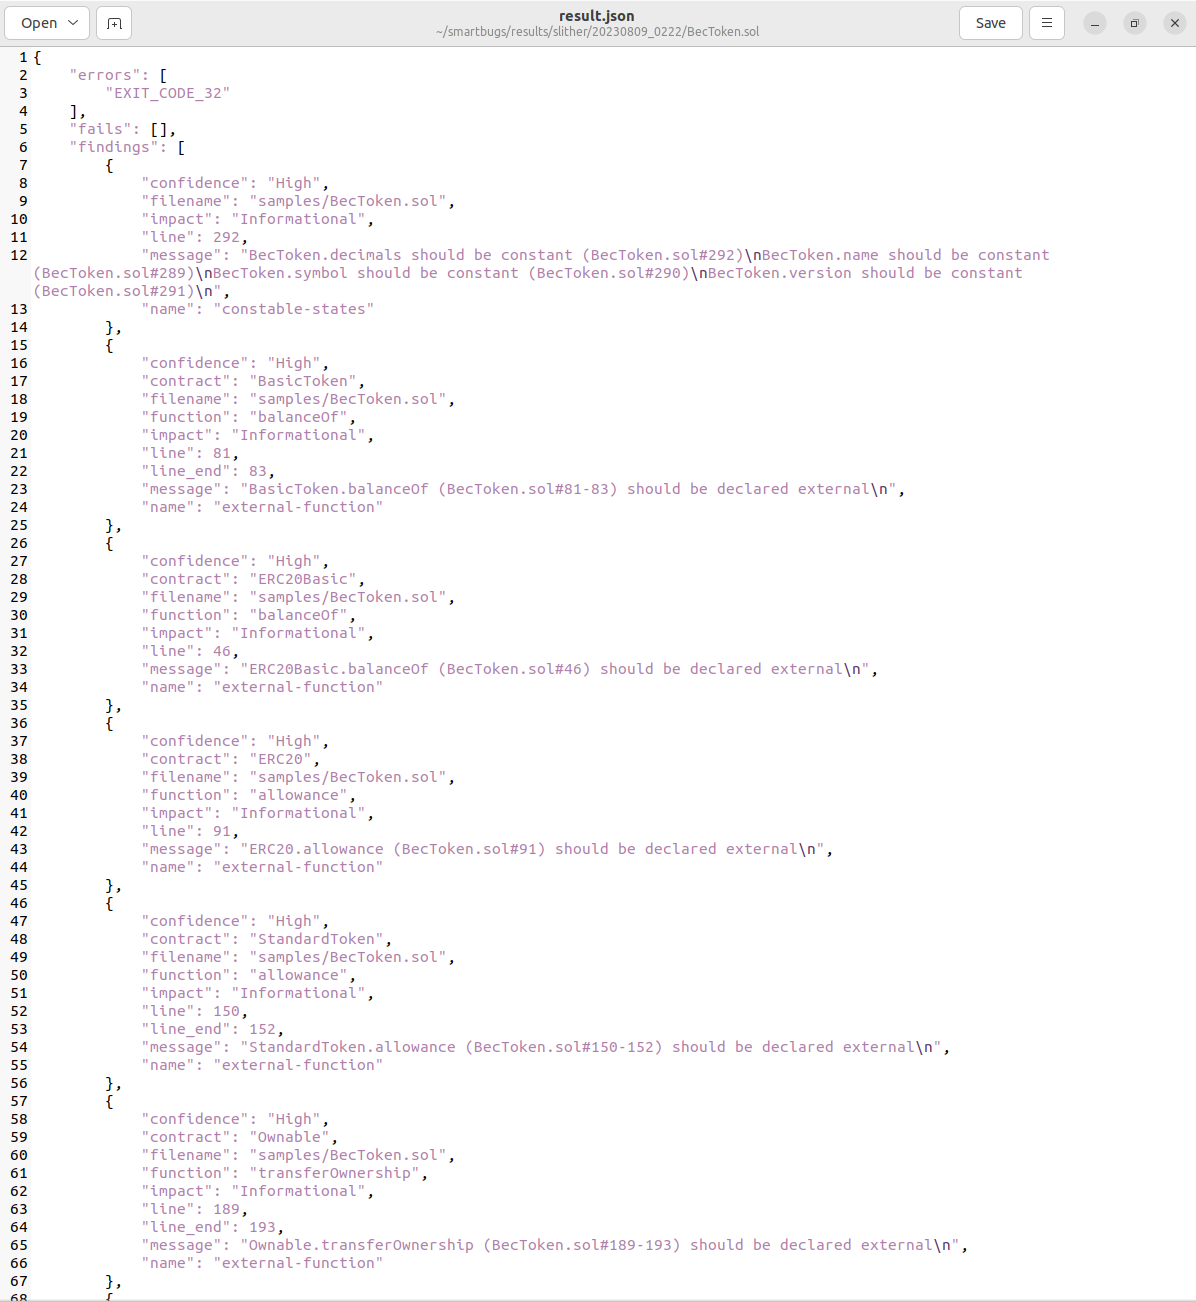 Open
result.json
~/smartbugs/results/slither/20230809_0222/BecToken.sol
Save
1 {
2     "errors": [
3         "EXIT_CODE_32"
4     ],
5     "fails": [],
6     "findings": [
7         {
8             "confidence": "High",
9             "filename": "samples/BecToken.sol",
10             "impact": "Informational",
11             "line": 292,
12             "message": "BecToken.decimals should be constant (BecToken.sol#292)\nBecToken.name should be constant
(BecToken.sol#289)\nBecToken.symbol should be constant (BecToken.sol#290)\nBecToken.version should be constant
(BecToken.sol#291)\n",
13             "name": "constable-states"
14         },
15         {
16             "confidence": "High",
17             "contract": "BasicToken",
18             "filename": "samples/BecToken.sol",
19             "function": "balanceOf",
20             "impact": "Informational",
21             "line": 81,
22             "line_end": 83,
23             "message": "BasicToken.balanceOf (BecToken.sol#81-83) should be declared external\n",
24             "name": "external-function"
25         },
26         {
27             "confidence": "High",
28             "contract": "ERC20Basic",
29             "filename": "samples/BecToken.sol",
30             "function": "balanceOf",
31             "impact": "Informational",
32             "line": 46,
33             "message": "ERC20Basic.balanceOf (BecToken.sol#46) should be declared external\n",
34             "name": "external-function"
35         },
36         {
37             "confidence": "High",
38             "contract": "ERC20",
39             "filename": "samples/BecToken.sol",
40             "function": "allowance",
41             "impact": "Informational",
42             "line": 91,
43             "message": "ERC20.allowance (BecToken.sol#91) should be declared external\n",
44             "name": "external-function"
45         },
46         {
47             "confidence": "High",
48             "contract": "StandardToken",
49             "filename": "samples/BecToken.sol",
50             "function": "allowance",
51             "impact": "Informational",
52             "line": 150,
53             "line_end": 152,
54             "message": "StandardToken.allowance (BecToken.sol#150-152) should be declared external\n",
55             "name": "external-function"
56         },
57         {
58             "confidence": "High",
59             "contract": "Ownable",
60             "filename": "samples/BecToken.sol",
61             "function": "transferOwnership",
62             "impact": "Informational",
63             "line": 189,
64             "line_end": 193,
65             "message": "Ownable.transferOwnership (BecToken.sol#189-193) should be declared external\n",
66             "name": "external-function"
67         },
68         {